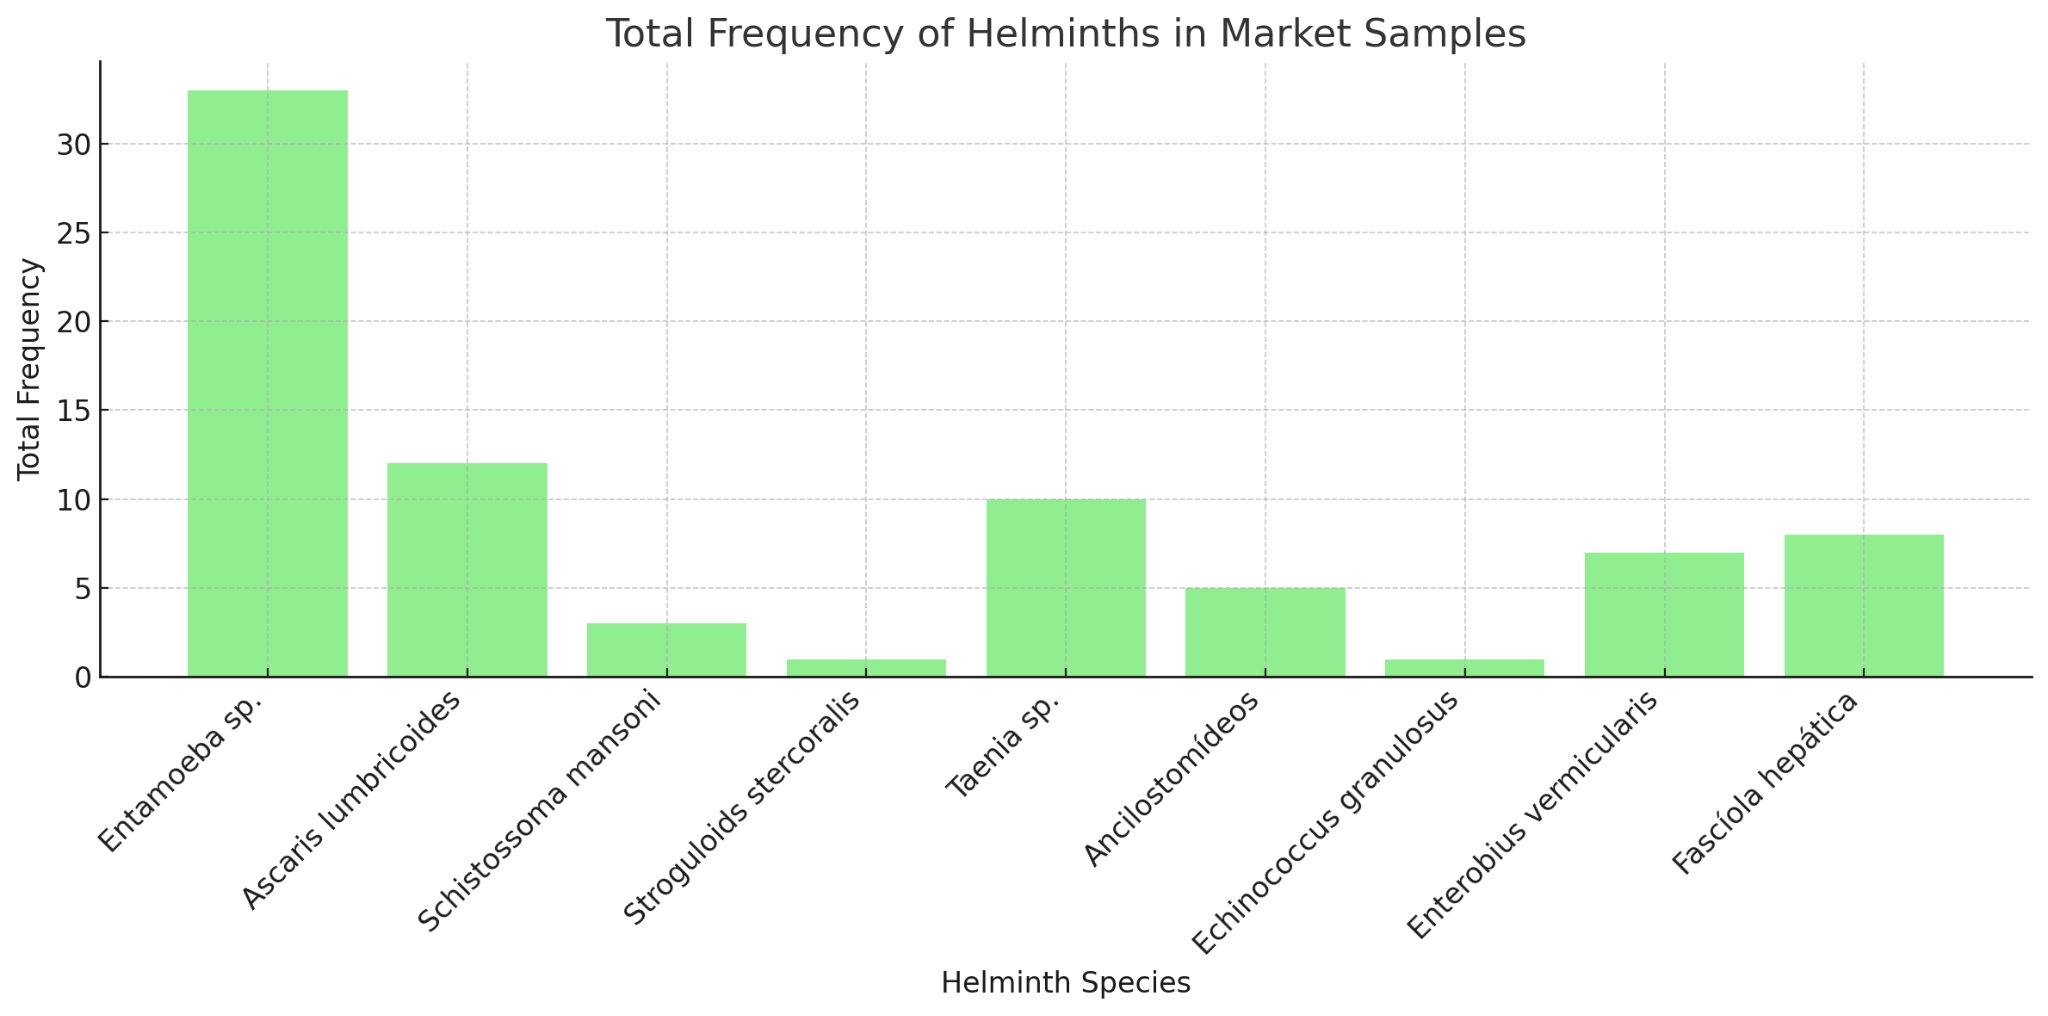 Total Frequency of Helminths in Market Samples
Total Frequency
30
25
20
15
10
5
0
Entamoeba sp.
Ascaris lumbricoides
Schistossoma mansoni
Stroguloids stercoralis
Taenia sp.
Ancilostomídeos
Echinococcus granulosus
Enterobius vermicularis
Fascíola hepática
Helminth Species